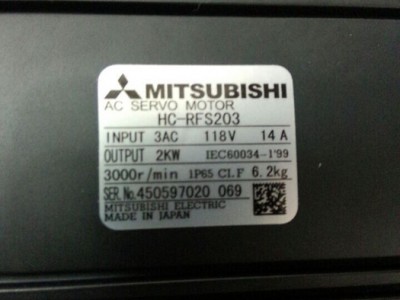 MITSUBISHI
AC SERVO MOTOR
HC-RFS203
INPUT 3AC 118V 14A
OUTPUT 2KW IEC60034-1'99
3000r/min IP65 CI.F 6.2kg
SER.No.450597020 069
MITSUBISHI ELECTRIC
MADE IN JAPAN